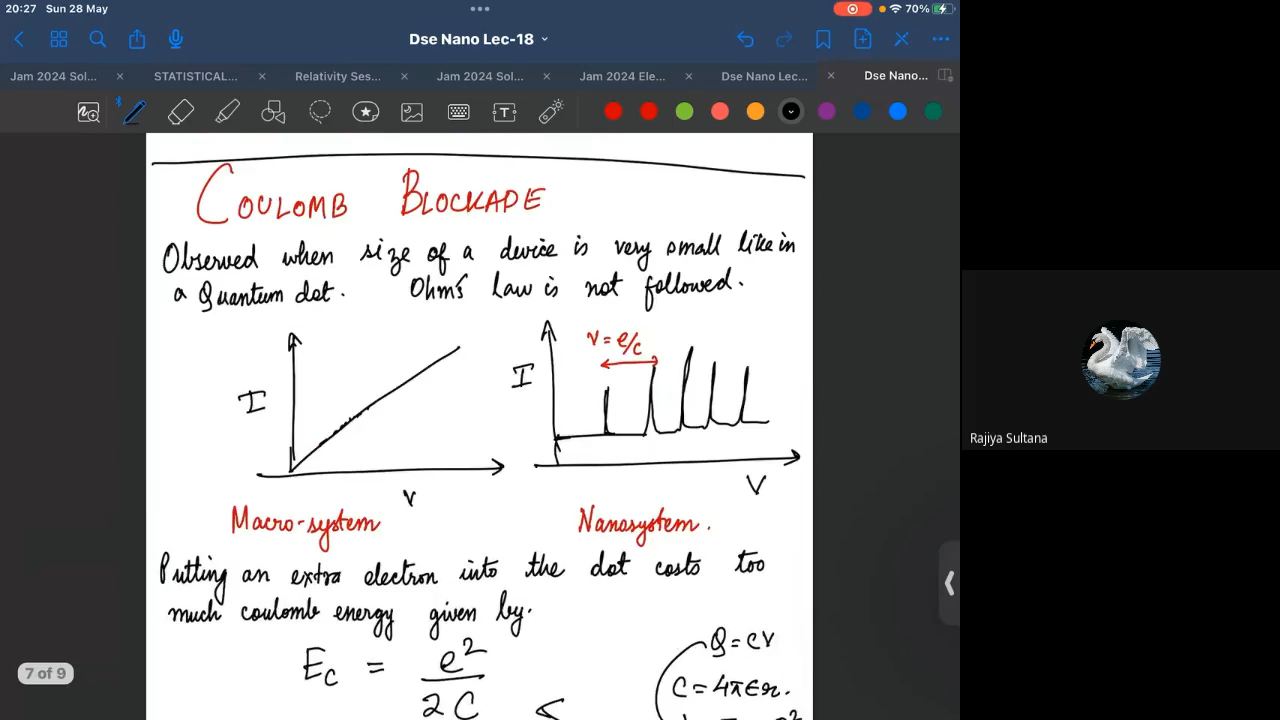 20:27 Sun 28 May
70%
Dse Nano Lec-18
Jam 2024 Sol... STATISTICAL... Relativity Ses... Jam 2024 Sol... Jam 2024 Ele... Dse Nano Lec... Dse Nano...
COULOMB BLOCKADE
Observed when size of a device is very small like in
a Quantum dot. Ohm's law is not followed.
I
V
I
V = e/c
V
Macro-system
Nanosystem.
Putting an extra electron into the dot costs too
much coulomb energy given by.
Q = CV
E_C = e²/2C
C = 4πεr.
7 of 9
Rajiya Sultana